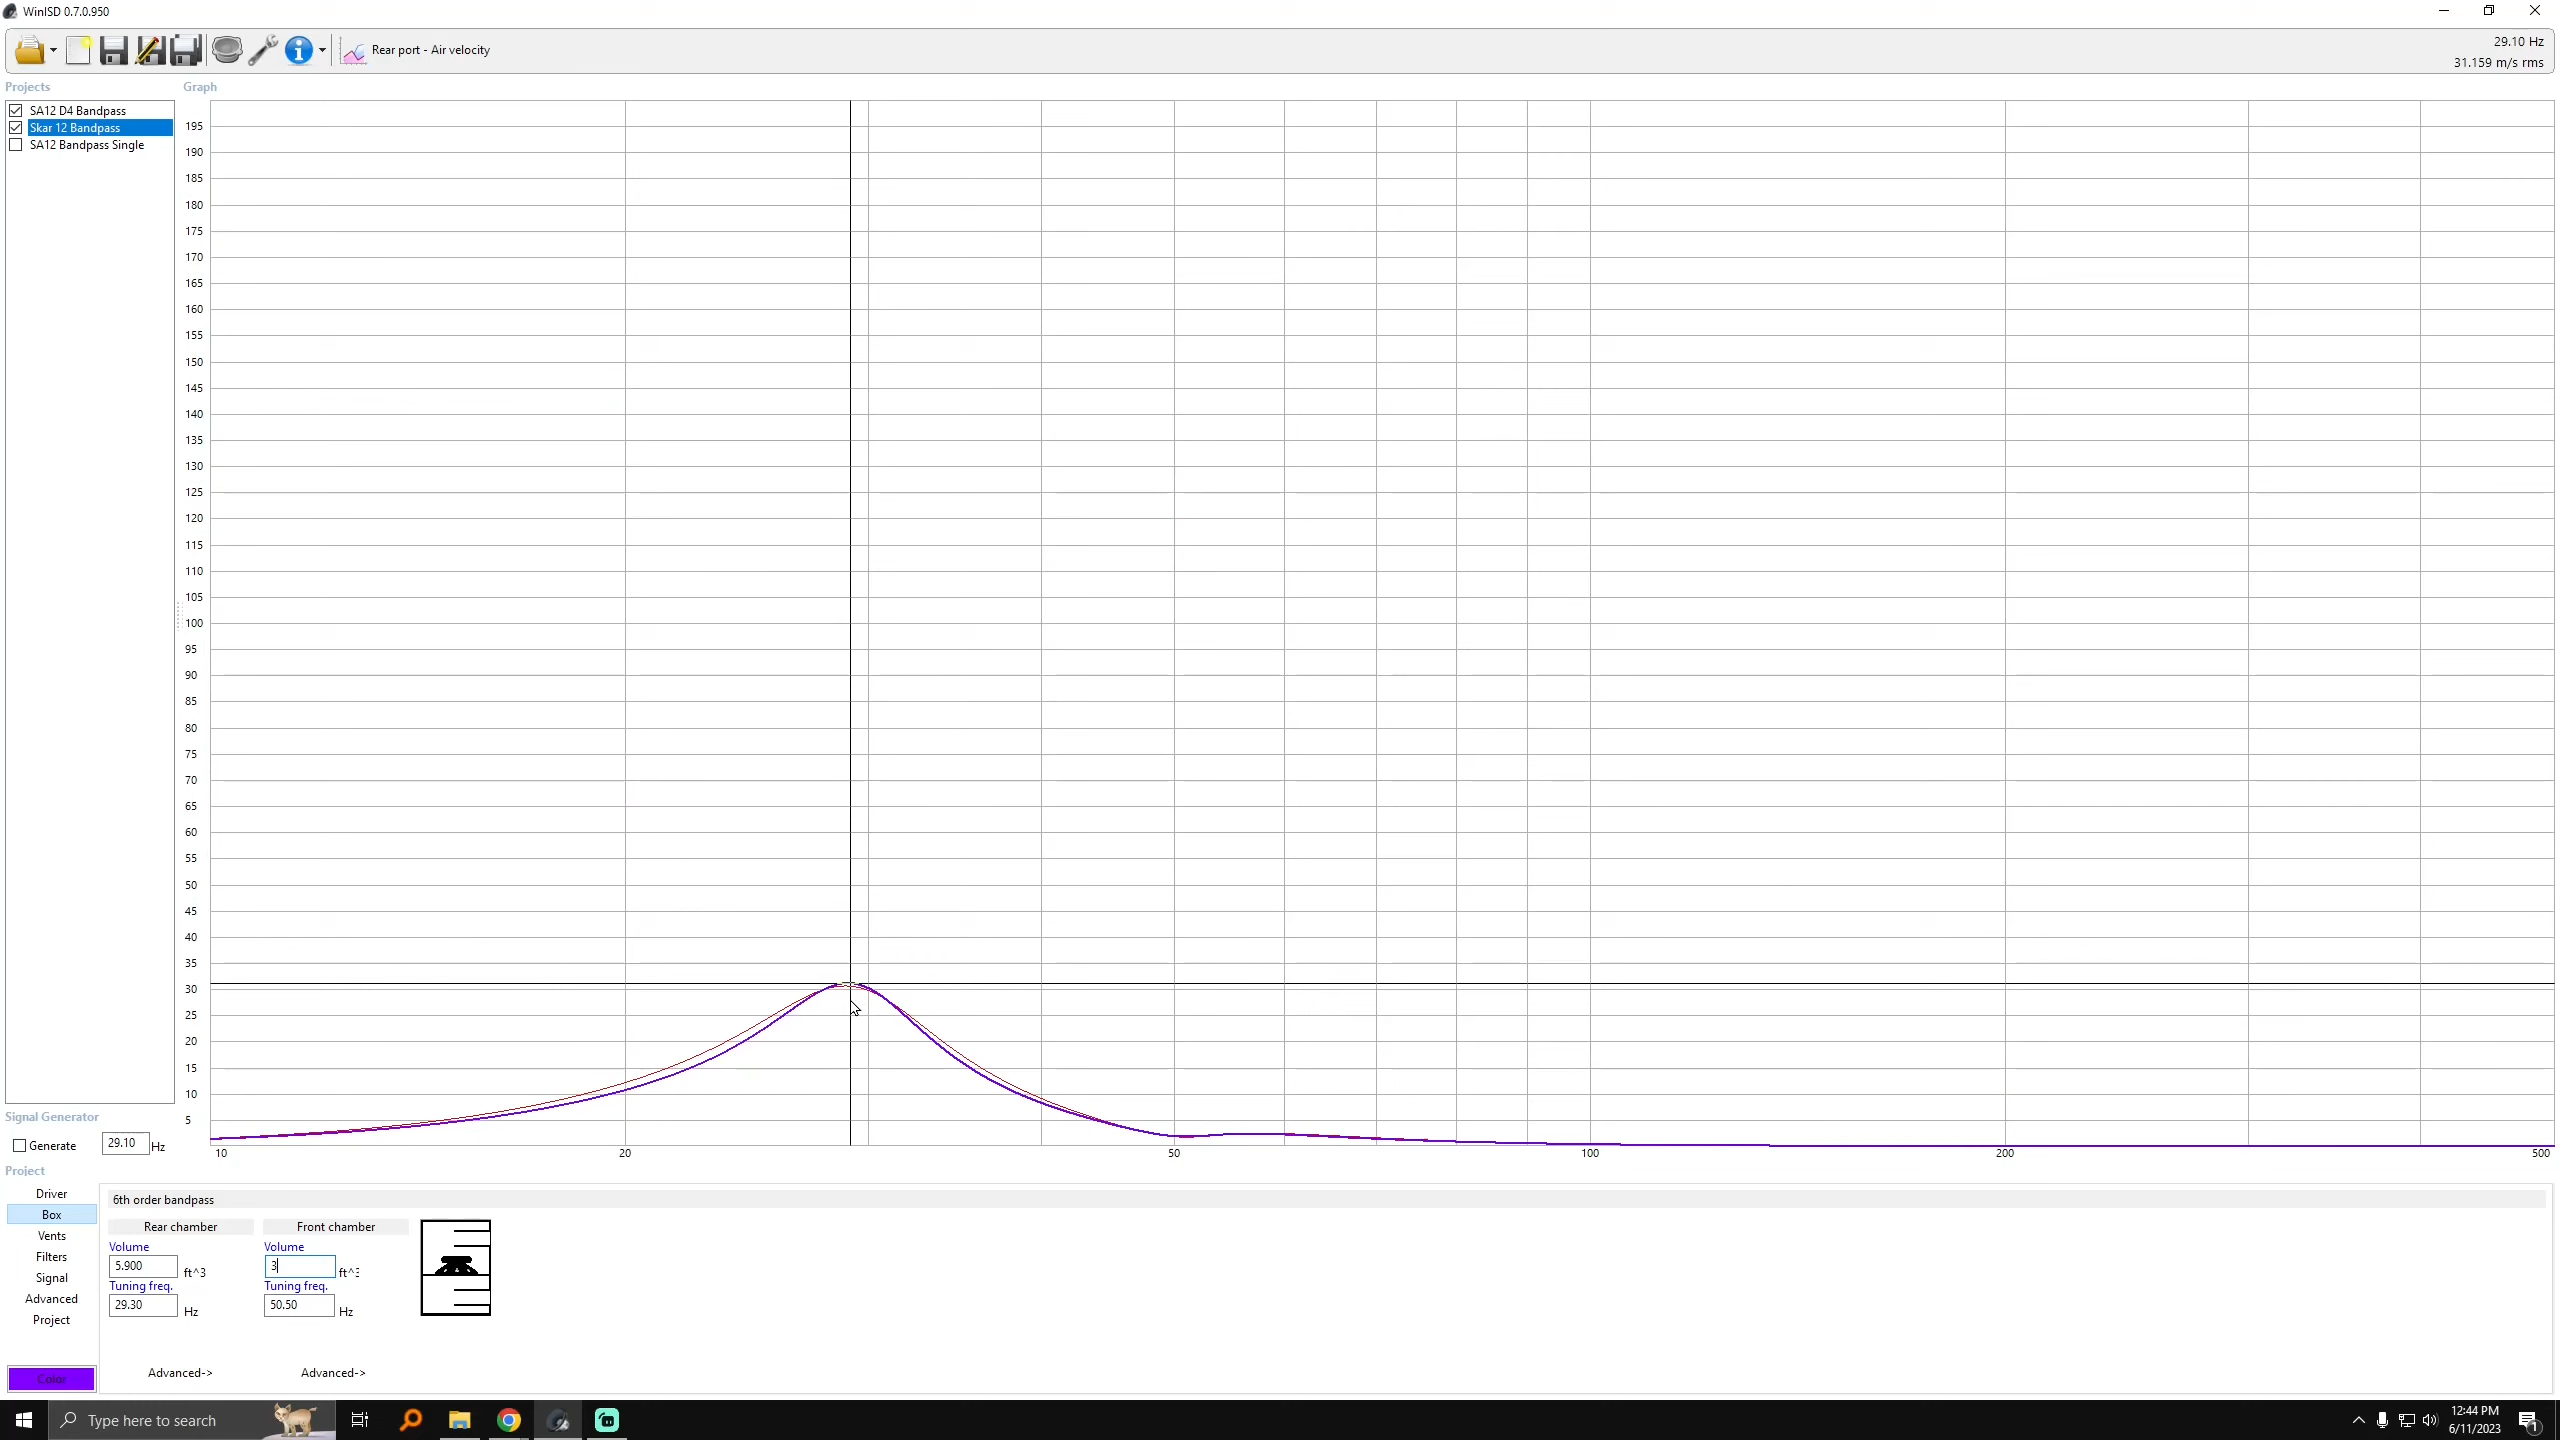 WinISD 0.7.0.950
Rear port - Air velocity
29.10 Hz
31.159 m/s rms
Projects
Graph
SA12 D4 Bandpass
Skar 12 Bandpass
SA12 Bandpass Single
195
190
185
180
175
170
165
160
155
150
145
140
135
130
125
120
115
110
105
100
95
90
85
80
75
70
65
60
55
50
45
40
35
30
25
20
15
10
5
10
20
50
100
200
500
Signal Generator
Generate 29.10 Hz
Project
Driver
Box
Vents
Filters
Signal
Advanced
Project
Color
6th order bandpass
Rear chamber
Volume
5.900 ft^3
Tuning freq.
29.30 Hz
Advanced->
Front chamber
Volume
3 ft^3
Tuning freq.
50.50 Hz
Advanced->
Type here to search
12:44 PM
6/11/2023
1